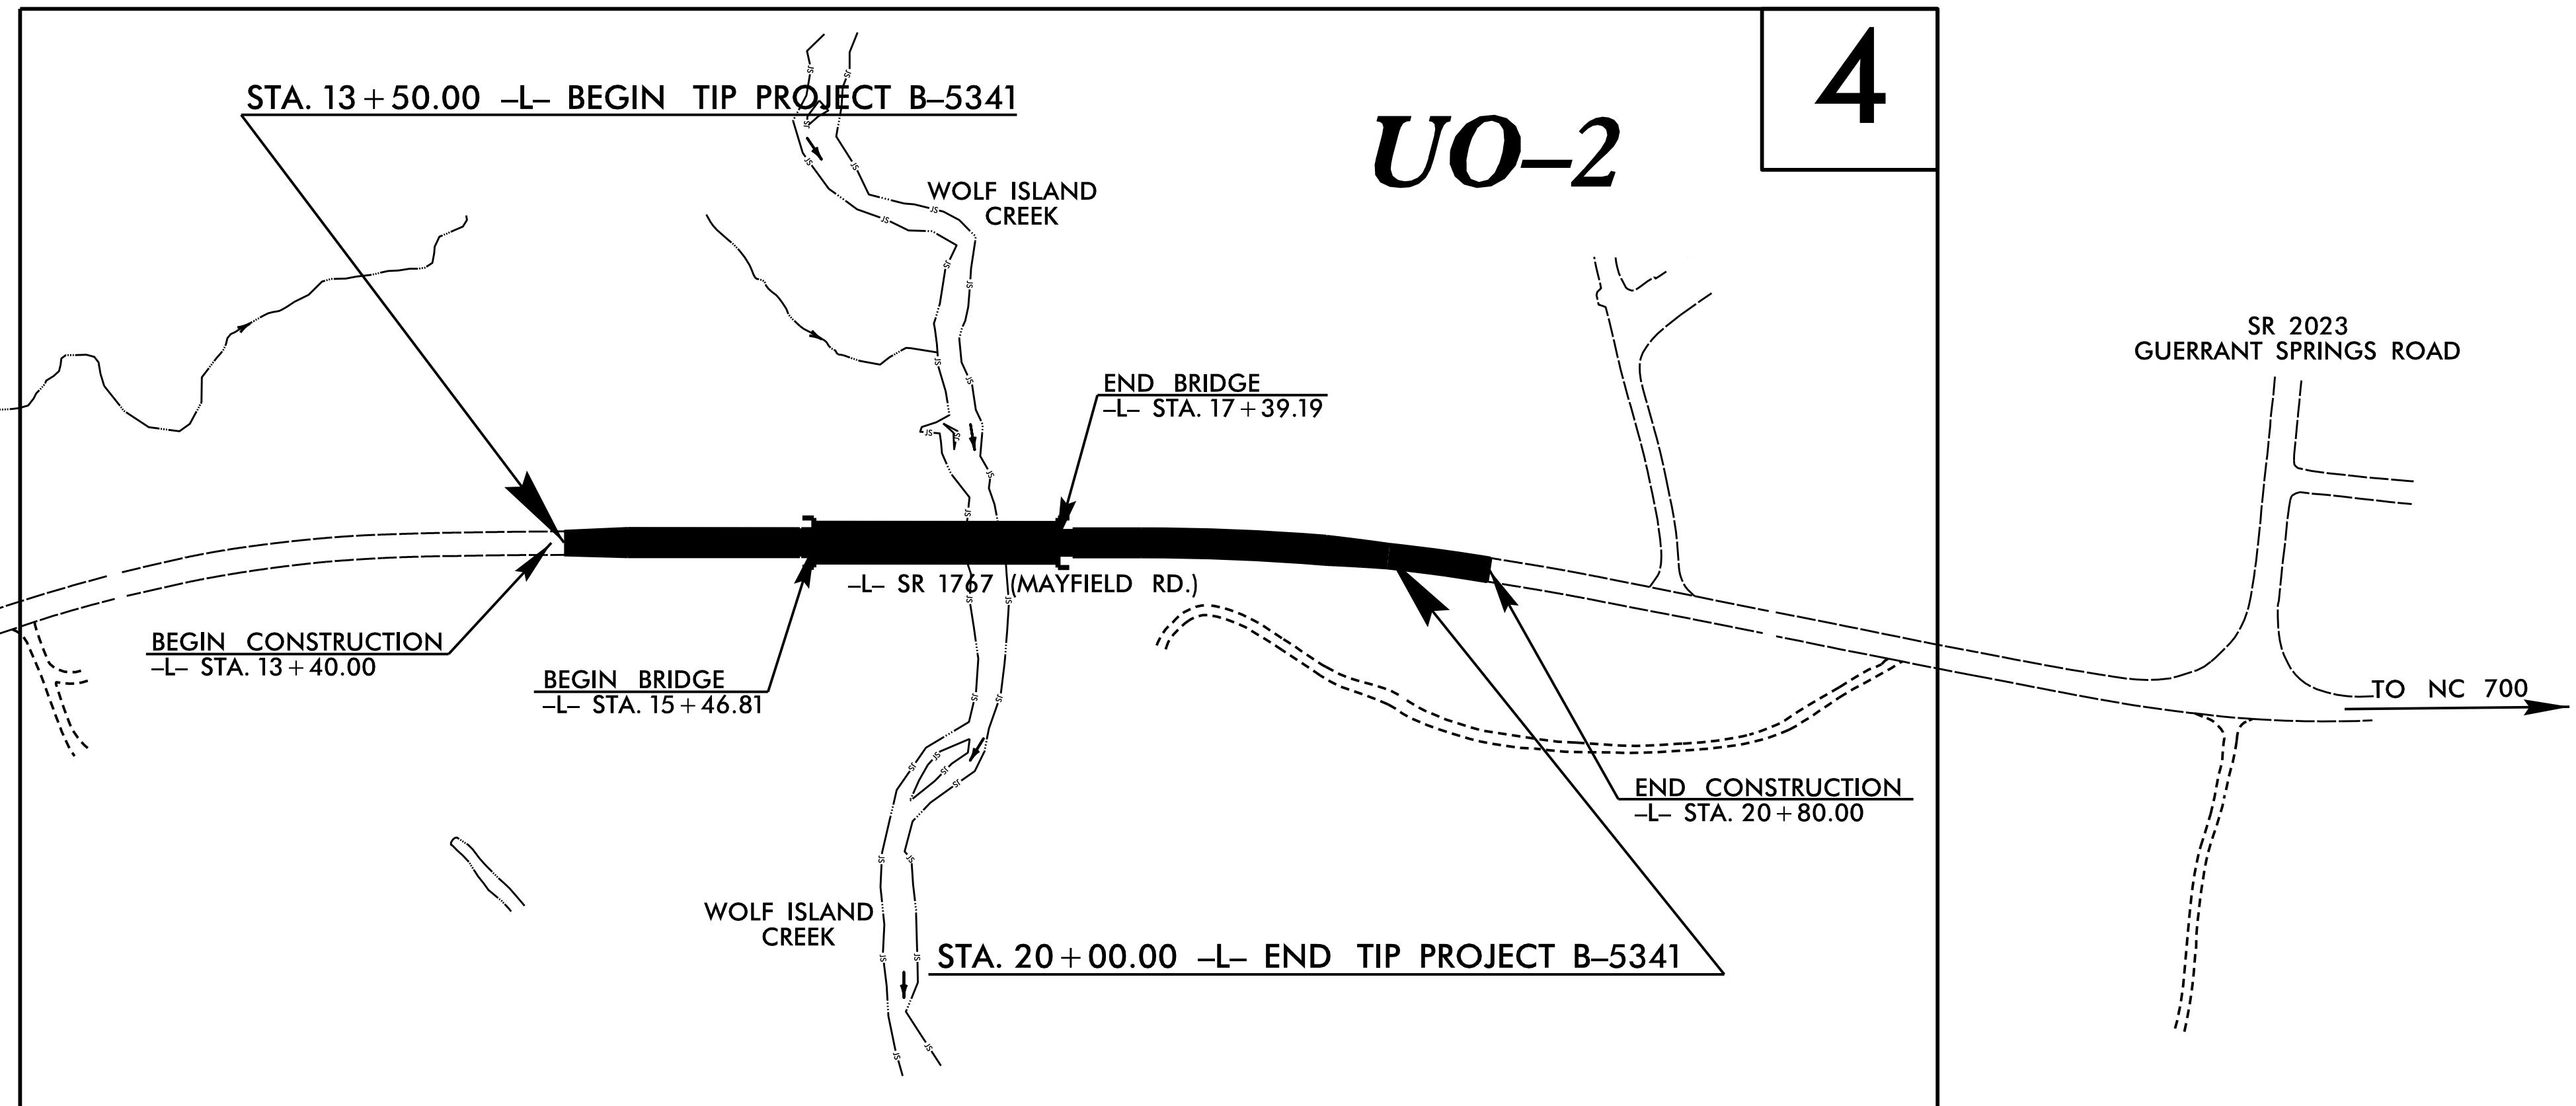 4
STA. 13+50.00 –L– BEGIN TIP PROJECT B–5341
UO–2
WOLF ISLAND
CREEK
SR 2023
GUERRANT SPRINGS ROAD
END BRIDGE
–L– STA. 17+39.19
–L– SR 1767 (MAYFIELD RD.)
BEGIN CONSTRUCTION
–L– STA. 13+40.00
BEGIN BRIDGE
–L– STA. 15+46.81
TO NC 700
END CONSTRUCTION
–L– STA. 20+80.00
WOLF ISLAND
CREEK
STA. 20+00.00 –L– END TIP PROJECT B–5341